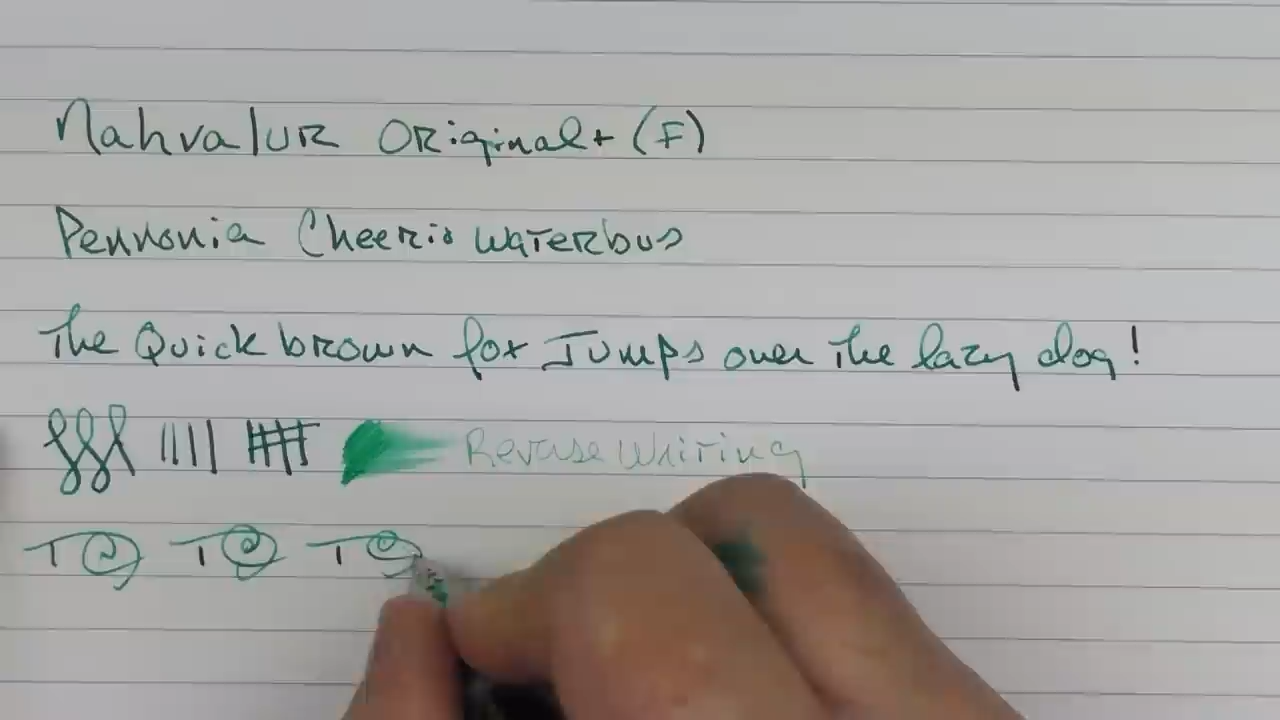 Nahvalur Original+ (F)
Pennonia Cheerio Waterbus
The Quick brown fox Jumps over The lazy dog!
Reverse Writing